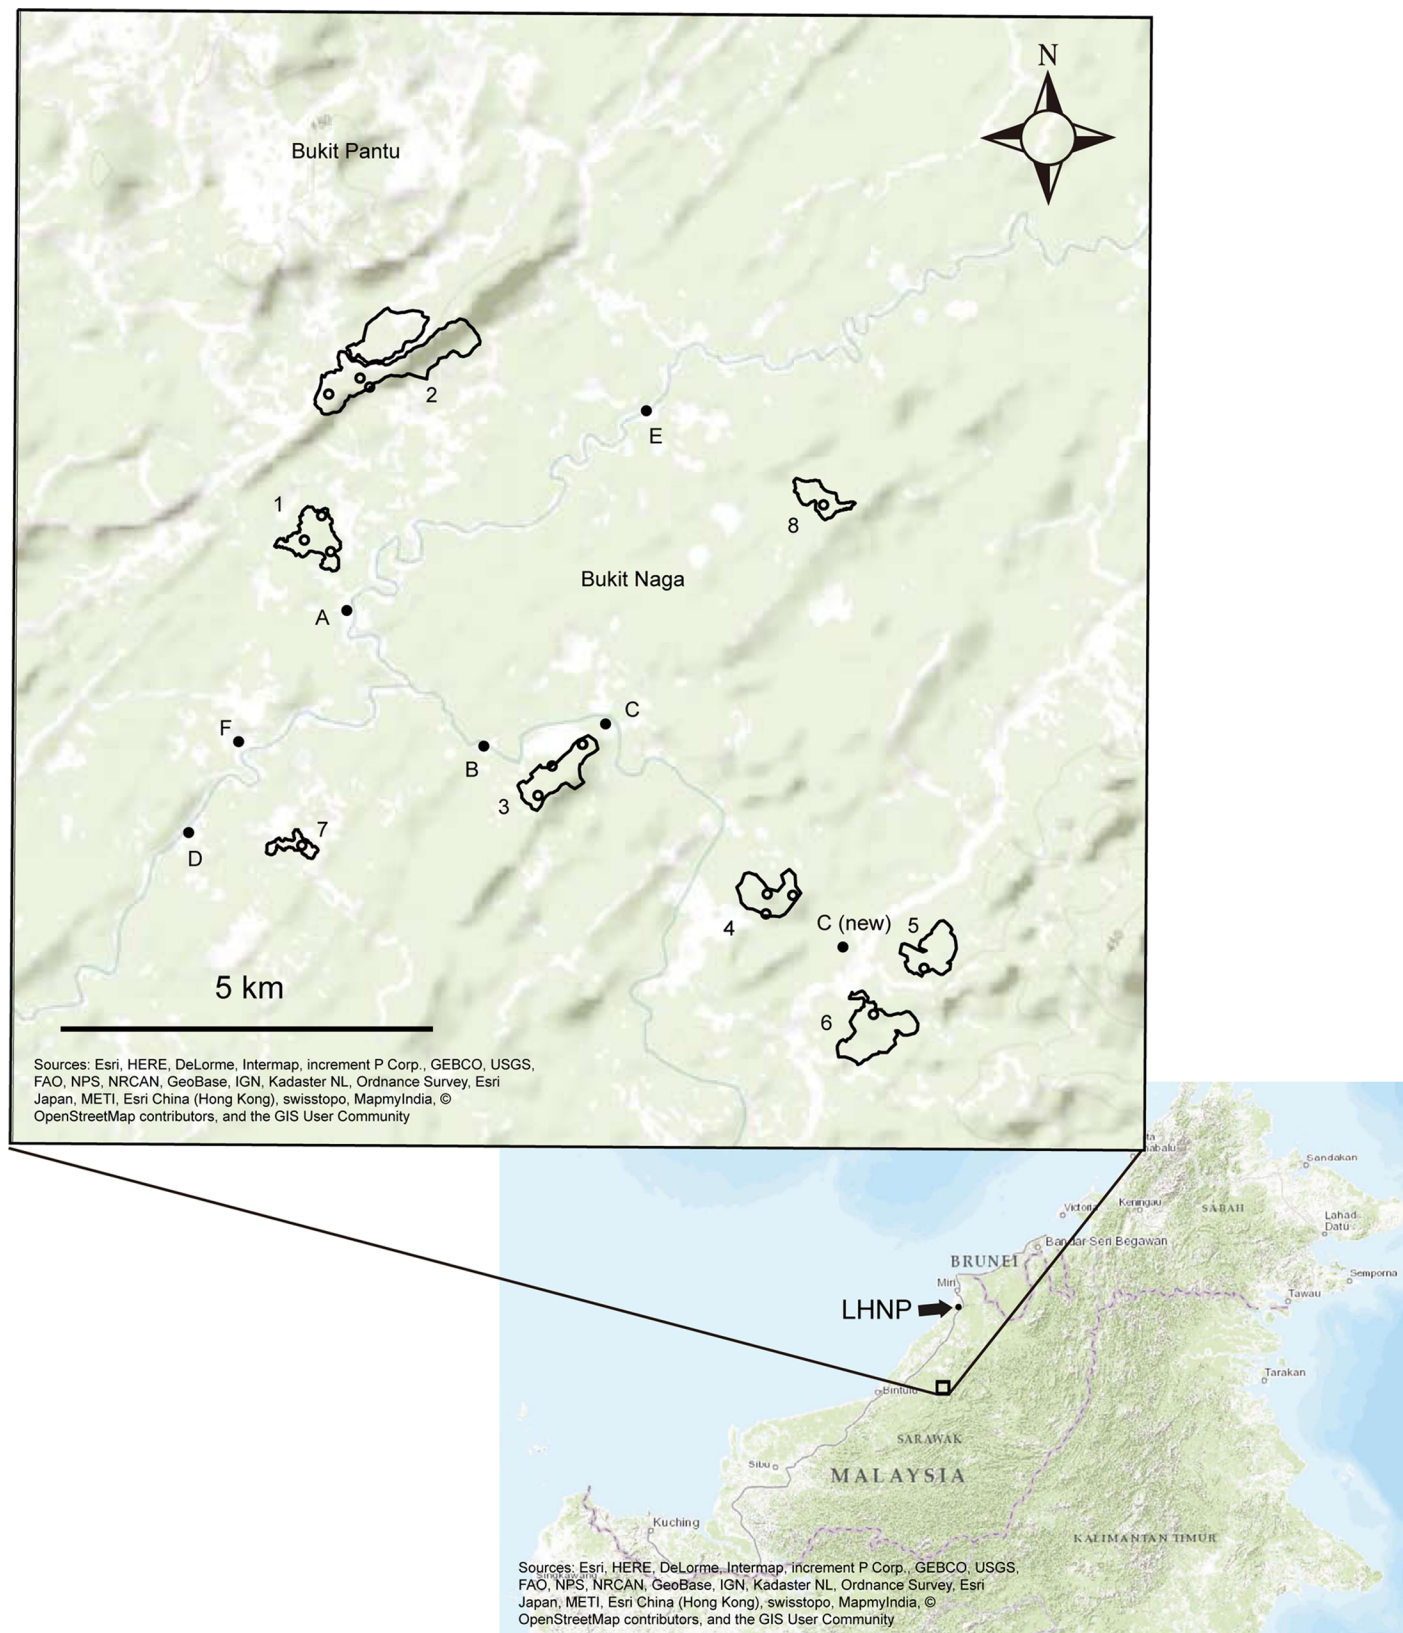 N
Bukit Pantu
480
2
E
1
8
Bukit Naga
A
C
F
B
3
7
D
4
C (new)
5
450
5 km
6
Sources: Esri, HERE, DeLorme, Intermap, increment P Corp., GEBCO, USGS,
FAO, NPS, NRCAN, GeoBase, IGN, Kadaster NL, Ordnance Survey, Esri
Japan, METI, Esri China (Hong Kong), swisstopo, MapmyIndia, ©
OpenStreetMap contributors, and the GIS User Community
ta
nabalu
Sandakan
Keningau
SABAH
Victoria
Lahad
Datu
Bandar Seri Begawan
BRUNEI
Semporna
Miri
Tawau
LHNP
Tarakan
Bintulu
SARAWAK
Sibu
MALAYSIA
Kuching
KALIMANTAN TIMUR
Singkawang
Sources: Esri, HERE, DeLorme, Intermap, increment P Corp., GEBCO, USGS,
FAO, NPS, NRCAN, GeoBase, IGN, Kadaster NL, Ordnance Survey, Esri
Japan, METI, Esri China (Hong Kong), swisstopo, MapmyIndia, ©
OpenStreetMap contributors, and the GIS User Community